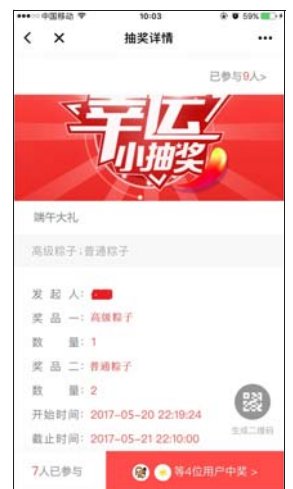 中国移动 10:03 59%
抽奖详情
已参与9人>
幸运
小抽奖
端午大礼
高级粽子;普通粽子
发起人:
奖品一:高级粽子
数量:1
奖品二:普通粽子
数量:2
开始时间:2017-05-20 22:19:24
截止时间:2017-05-21 22:10:00
生成二维码
7人已参与 等4位用户中奖 >